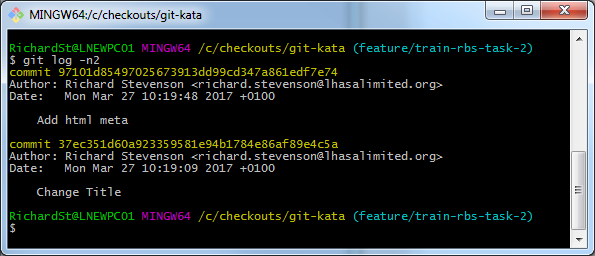 MINGW64:/c/checkouts/git-kata
RichardSt@LNEWPC01 MINGW64 /c/checkouts/git-kata (feature/train-rbs-task-2)
$ git log -n2
commit 97101d85497025673913dd99cd347a861edf7e74
Author: Richard Stevenson <richard.stevenson@lhasalimited.org>
Date:   Mon Mar 27 10:19:48 2017 +0100
    Add html meta
commit 37ec351d60a923359581e94b1784e86af89e4c5a
Author: Richard Stevenson <richard.stevenson@lhasalimited.org>
Date:   Mon Mar 27 10:19:09 2017 +0100
    Change Title
RichardSt@LNEWPC01 MINGW64 /c/checkouts/git-kata (feature/train-rbs-task-2)
$